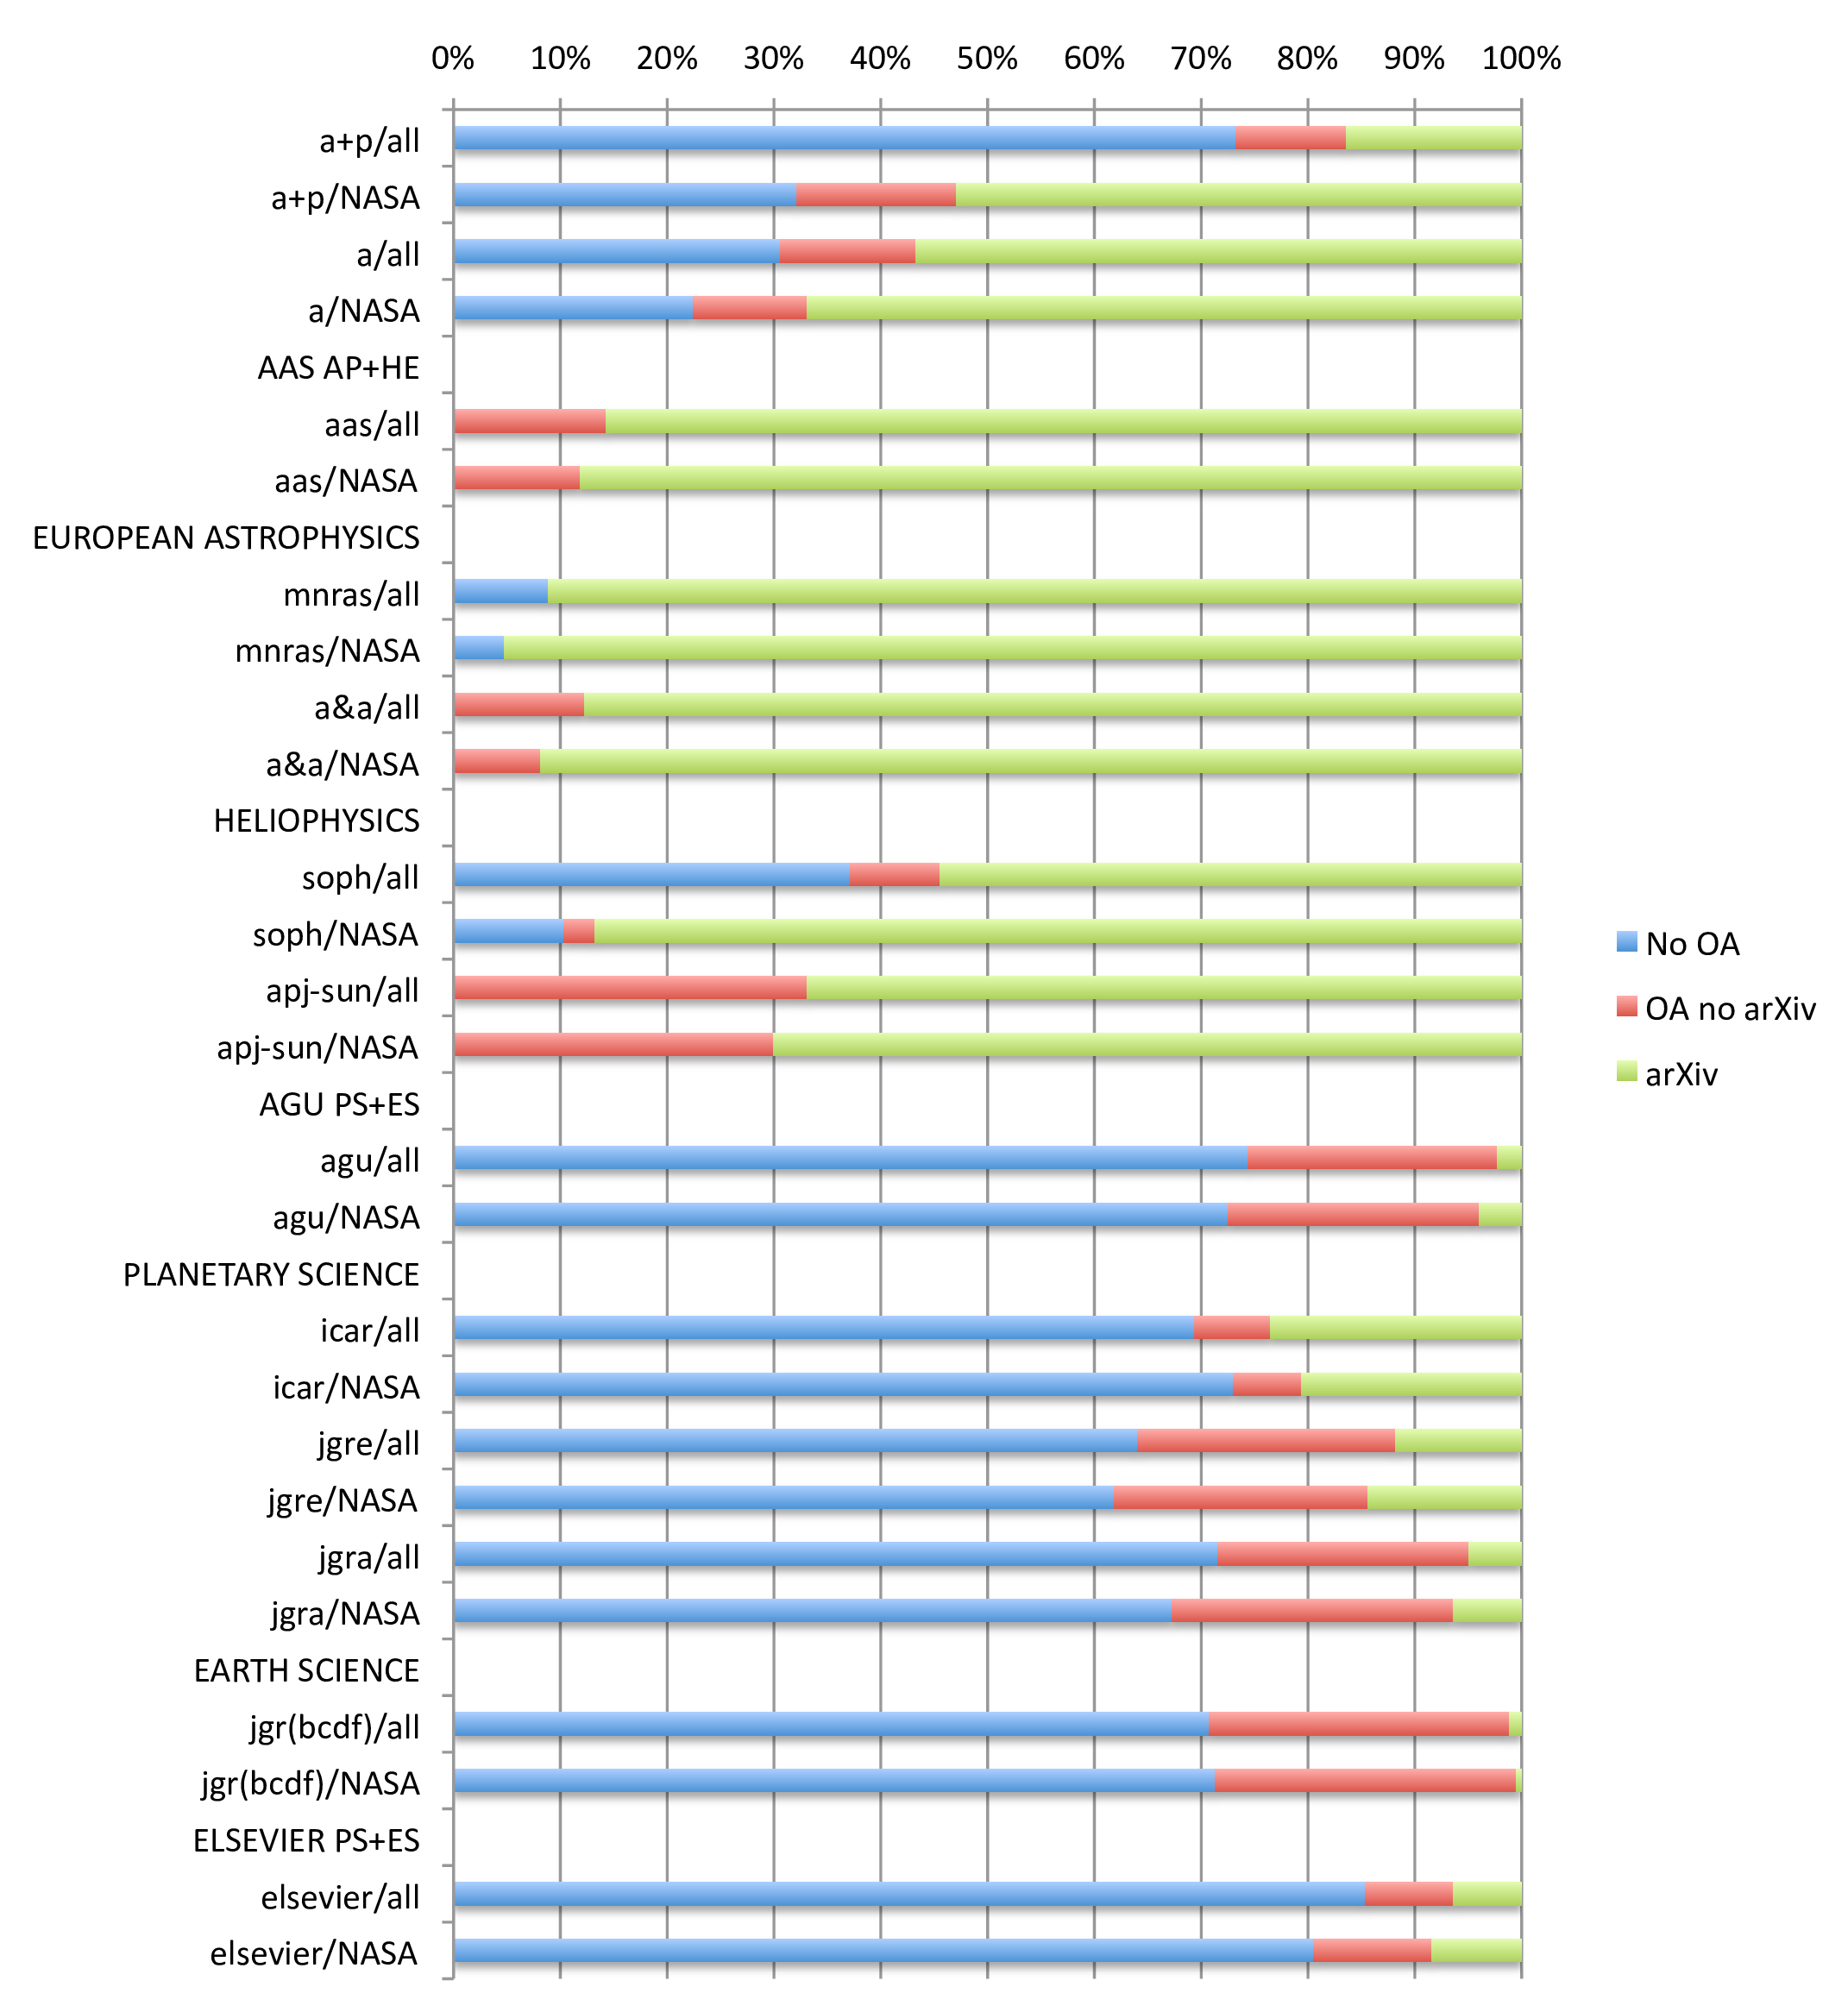 0% 10% 20% 30% 40% 50% 60% 70% 80% 90% 100%
a+p/all
a+p/NASA
a/all
a/NASA
AAS AP+HE
aas/all
aas/NASA
EUROPEAN ASTROPHYSICS
mnras/all
mnras/NASA
a&a/all
a&a/NASA
HELIOPHYSICS
soph/all
soph/NASA
apj-sun/all
apj-sun/NASA
AGU PS+ES
agu/all
agu/NASA
PLANETARY SCIENCE
icar/all
icar/NASA
jgre/all
jgre/NASA
jgra/all
jgra/NASA
EARTH SCIENCE
jgr(bcdf)/all
jgr(bcdf)/NASA
ELSEVIER PS+ES
elsevier/all
elsevier/NASA
No OA
OA no arXiv
arXiv